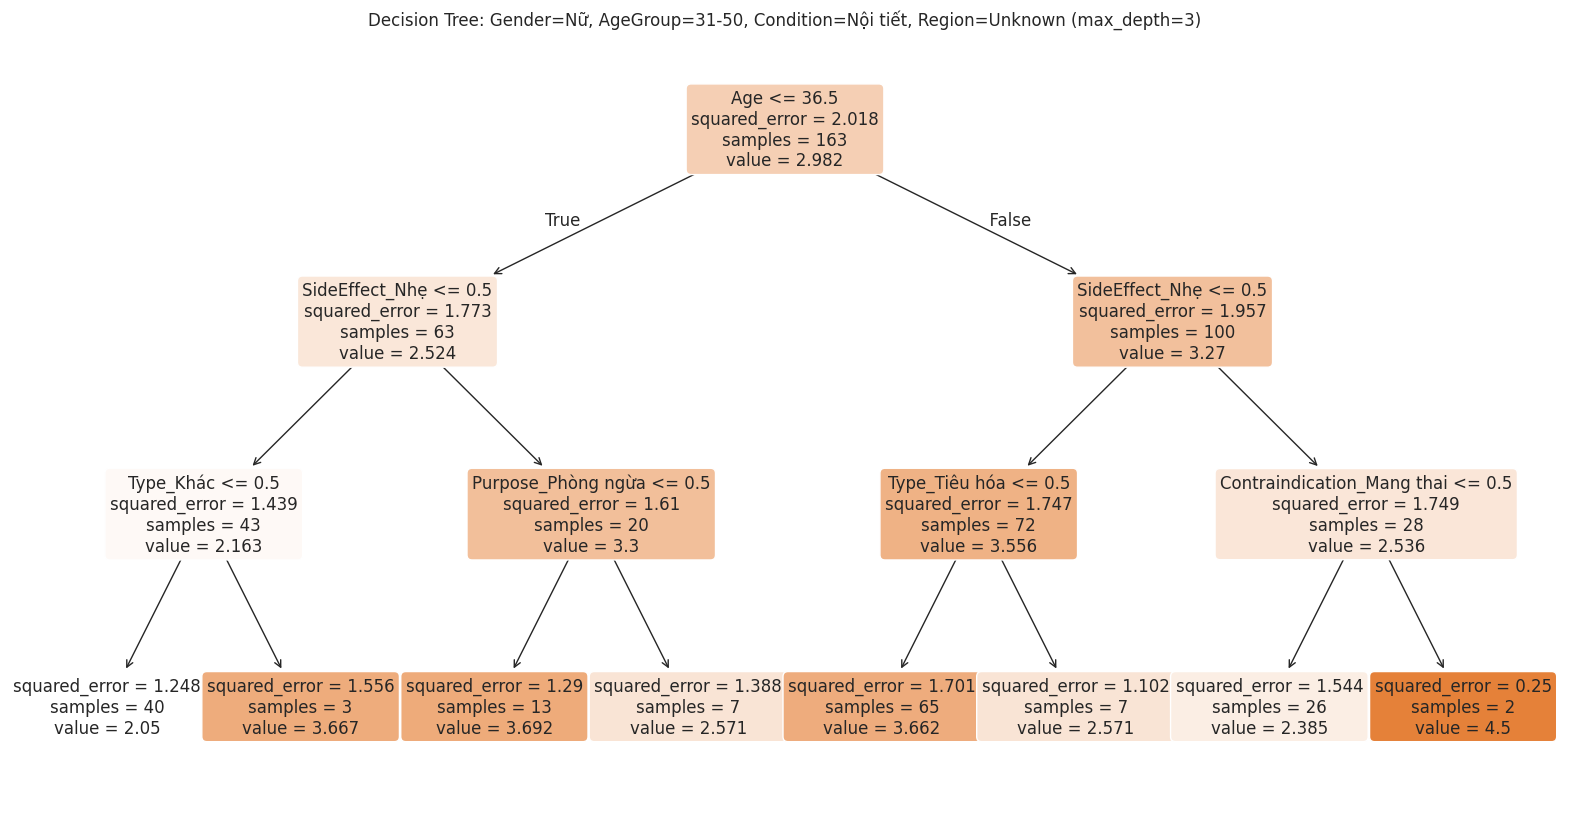 Decision Tree: Gender=Nữ, AgeGroup=31-50, Condition=Nội tiết, Region=Unknown (max_depth=3)
Age <= 36.5
squared_error = 2.018
samples = 163
value = 2.982
True
False
SideEffect_Nhẹ <= 0.5
squared_error = 1.773
samples = 63
value = 2.524
SideEffect_Nhẹ <= 0.5
squared_error = 1.957
samples = 100
value = 3.27
Type_Khác <= 0.5
squared_error = 1.439
samples = 43
value = 2.163
Purpose_Phòng ngừa <= 0.5
squared_error = 1.61
samples = 20
value = 3.3
Type_Tiêu hóa <= 0.5
squared_error = 1.747
samples = 72
value = 3.556
Contraindication_Mang thai <= 0.5
squared_error = 1.749
samples = 28
value = 2.536
squared_error = 1.248
samples = 40
value = 2.05
squared_error = 1.556
samples = 3
value = 3.667
squared_error = 1.29
samples = 13
value = 3.692
squared_error = 1.388
samples = 7
value = 2.571
squared_error = 1.701
samples = 65
value = 3.662
squared_error = 1.102
samples = 7
value = 2.571
squared_error = 1.544
samples = 26
value = 2.385
squared_error = 0.25
samples = 2
value = 4.5